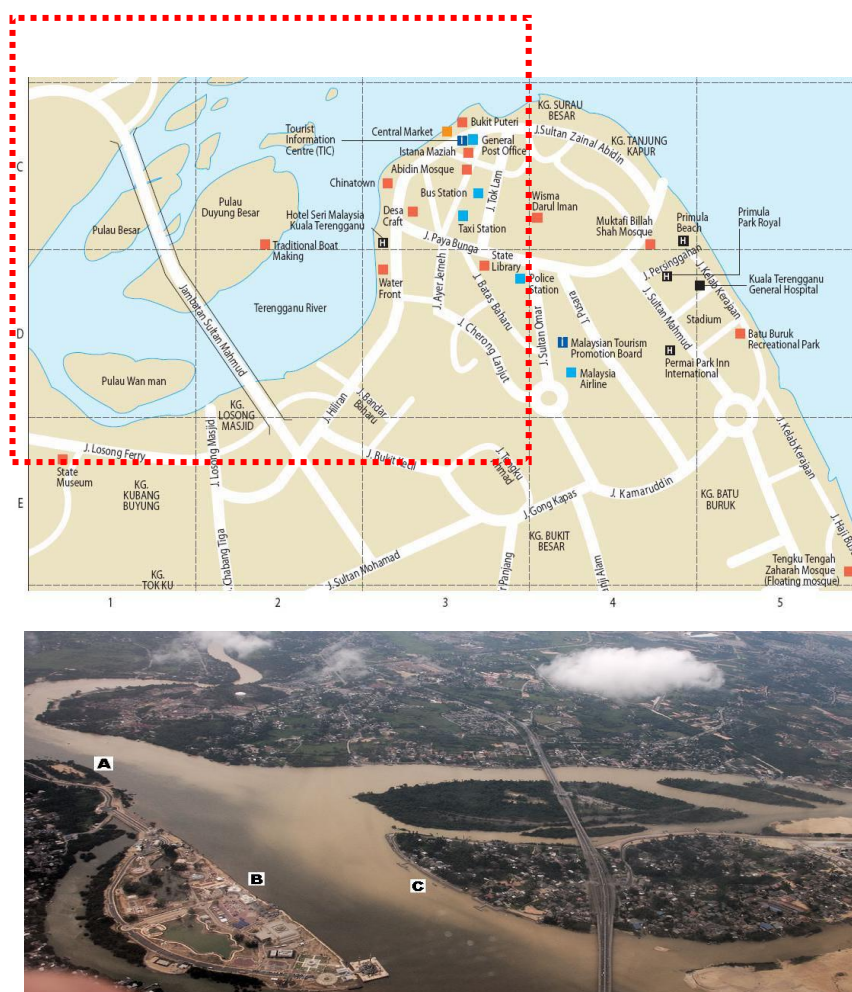 KG. SURAU
BESAR
Bukit Puteri
Tourist
Information
Centre (TIC)
Central Market
General
Post Office
J.Sultan Zainal Abidin
KG. TANJUNG
KAPUR
Istana Maziah
C
Abidin Mosque
Chinatown
Bus Station
J. Tok Lam
Wisma
Darul Iman
Pulau
Duyung Besar
Hotel Seri Malaysia
Kuala Terengganu
Desa
Craft
Taxi Station
Muktafi Billah
Shah Mosque
Primula
Beach
Primula
Park Royal
Pulau Besar
H
Traditional Boat
Making
J. Paya Bunga
State
Library
J. Persinggahan
J. Kelab Kerajaan
Water
Front
J. Ayer Jerneh
J. Batas Baharu
Police
Station
H
Kuala Terengganu
General Hospital
Jambatan Sultan Mahmud
Terengganu River
J. Sultan Omar
J. Pusara
J. Sultan Mahmud
Stadium
D
J. Cherong Lanjut
Malaysian Tourism
Promotion Board
H
Permai Park Inn
International
Batu Buruk
Recreational Park
Pulau Wan man
Malaysia
Airline
KG.
LOSONG
MASJID
J. Hiliran
J. Bandar
Baharu
J. Losong Ferry
J. Losong Masjid
J. Bukit Kecil
J. Tengku
J. Kelab Kerajaan
State
Museum
KG.
KUBANG
BUYUNG
E
J. Gong Kapas
J. Kamaruddin
KG. BATU
BURUK
KG. BUKIT
BESAR
KG.
TOK KU
J. Chabang Tiga
J. Sultan Mohamad
Panjang
Tengku Tengah
Zaharah Mosque
(Floating mosque)
1
2
3
4
5
A
B
C